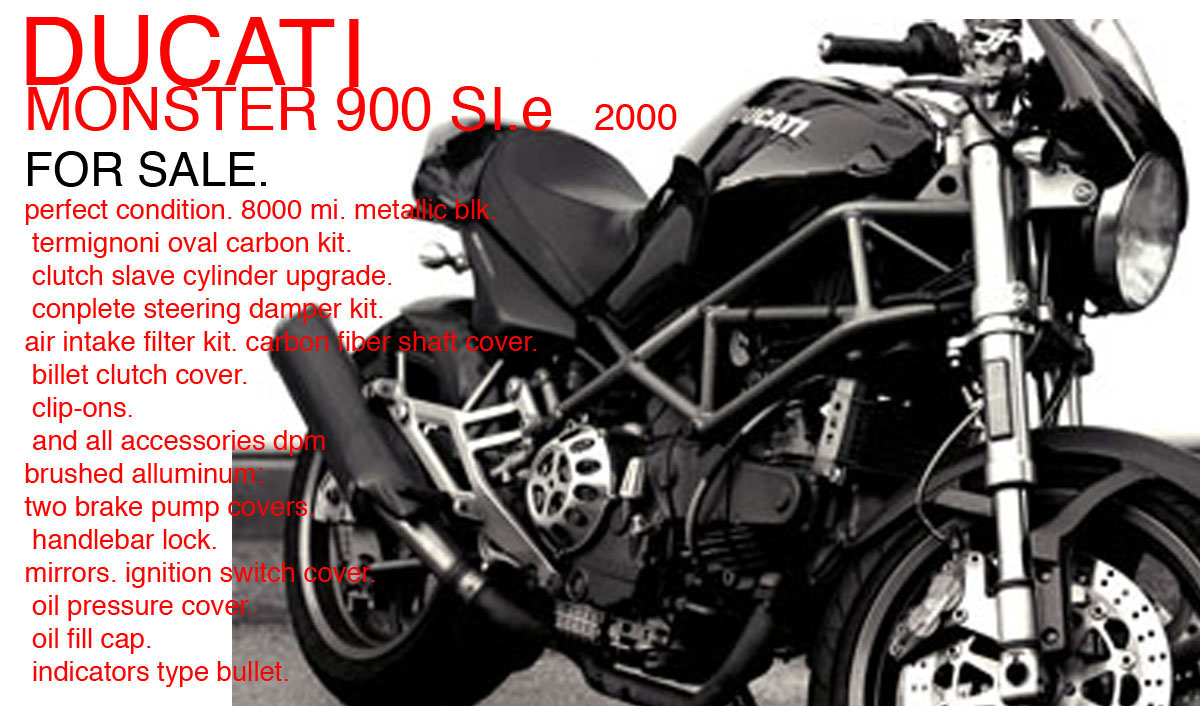 DUCATI
MONSTER 900 SI.e 2000
FOR SALE.
perfect condition. 8000 mi. metallic blk.
termignoni oval carbon kit.
clutch slave cylinder upgrade.
conplete steering damper kit.
air intake filter kit. carbon fiber shaft cover.
billet clutch cover.
clip-ons.
and all accessories dpm
brushed alluminum:
two brake pump covers.
handlebar lock.
mirrors. ignition switch cover.
oil pressure cover.
oil fill cap.
indicators type bullet.
DUCATI